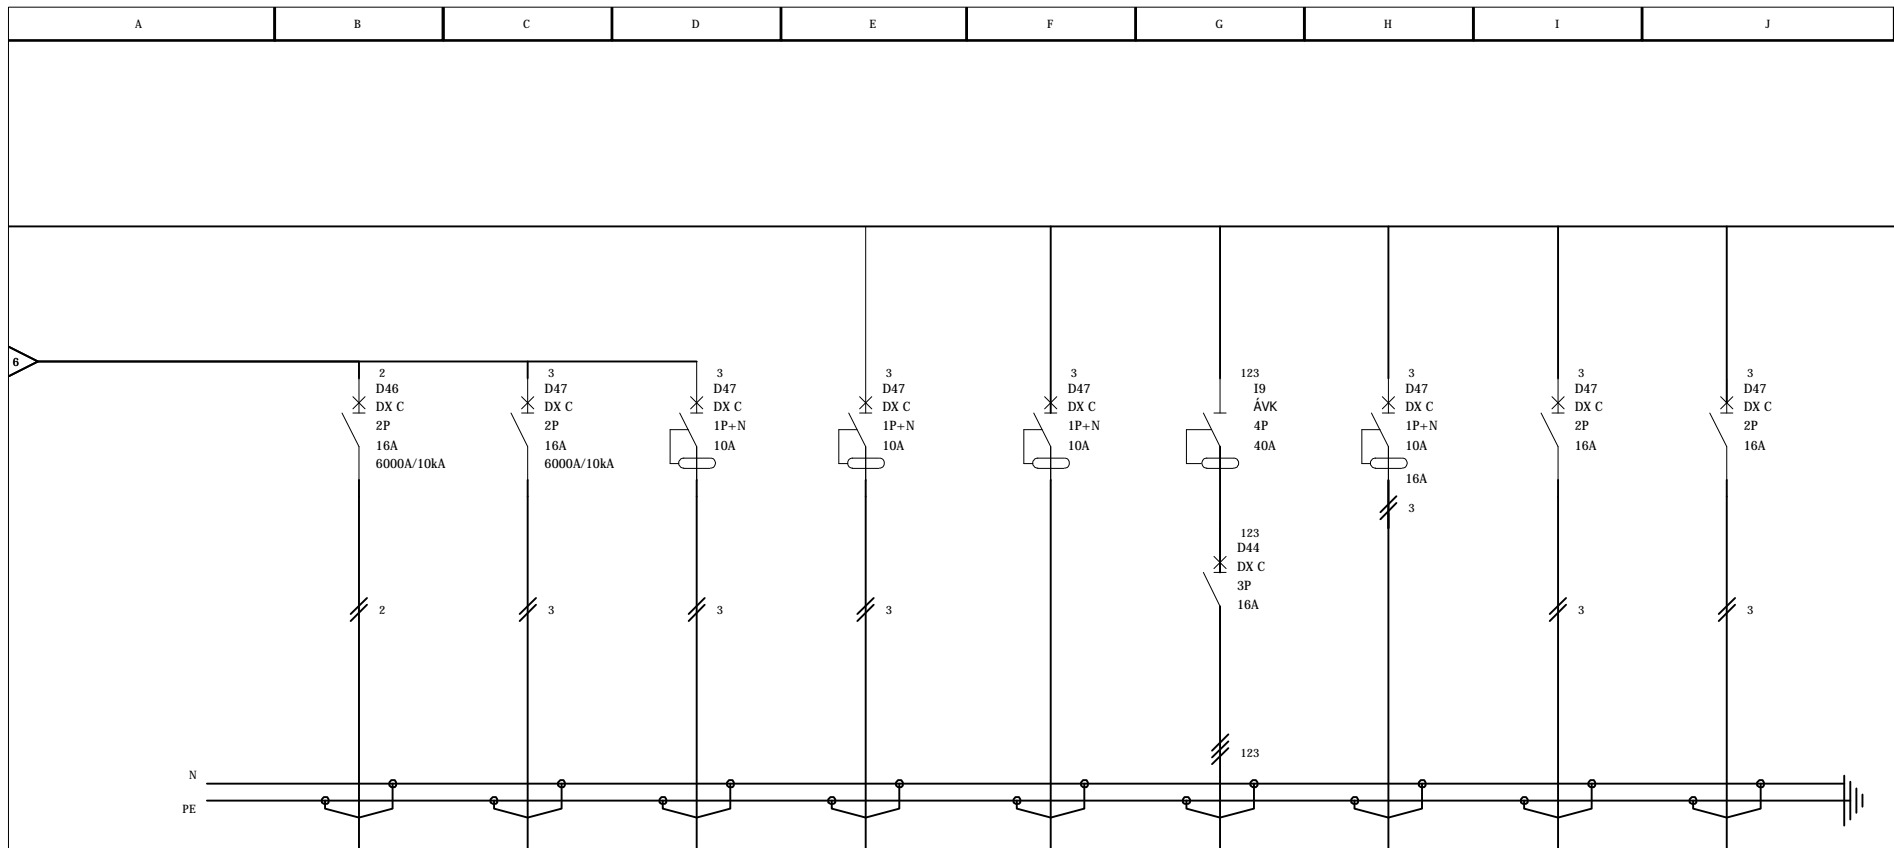 A B C D E F G H I J
6
2
D46
DX C
2P
16A
6000A/10kA
2
3
D47
DX C
2P
16A
6000A/10kA
3
3
D47
DX C
1P+N
10A
3
3
D47
DX C
1P+N
10A
3
3
D47
DX C
1P+N
10A
123
I9
ÁVK
4P
40A
123
D44
DX C
3P
16A
123
3
D47
DX C
1P+N
10A
16A
3
3
D47
DX C
2P
16A
3
3
D47
DX C
2P
16A
3
N
PE